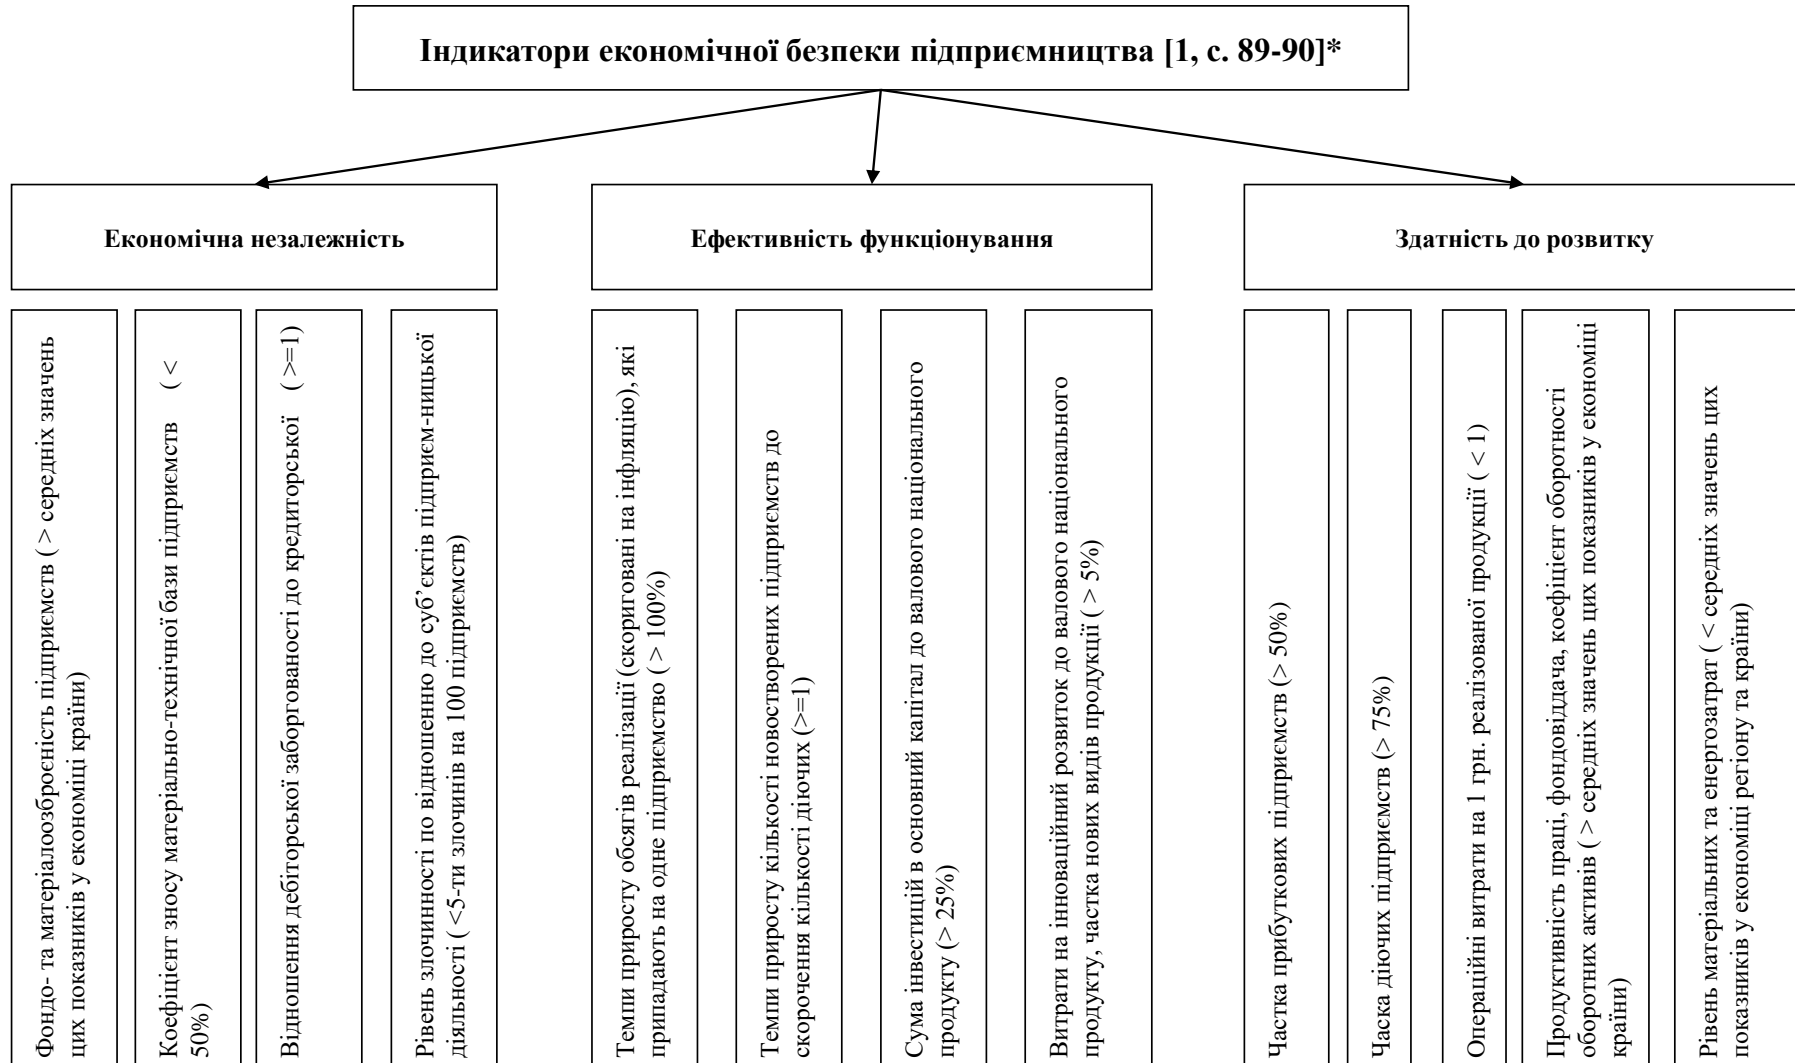 Індикатори економічної безпеки підприємництва [1, с. 89-90]*
Економічна незалежність
Ефективність функціонування
Здатність до розвитку
Фондо- та матеріалоозброєність підприємств ( > середніх значень
цих показників у економіці країни)
Коефіцієнт зносу матеріально-технічної бази підприємств ( <
50%)
Відношення дебіторської заборгованості до кредиторської ( >=1)
Рівень злочинності по відношенню до суб’єктів підприєм-ницької
діяльності ( <5-ти злочинів на 100 підприємств)
Темпи приросту обсягів реалізації (скориговані на інфляцію), які
припадають на одне підприємство ( > 100%)
Темпи приросту кількості новостворених підприємств до
скорочення кількості діючих (>=1)
Сума інвестицій в основний капітал до валового національного
продукту (> 25%)
Витрати на інноваційний розвиток до валового національного
продукту, частка нових видів продукції ( > 5%)
Частка прибуткових підприємств (> 50%)
Часка діючих підприємств (> 75%)
Операційні витрати на 1 грн. реалізованої продукції ( < 1)
Продуктивність праці, фондовіддача, коефіцієнт оборотності
оборотних активів ( > середніх значень цих показників у економіці
країни)
Рівень матеріальних та енергозатрат ( < середніх значень цих
показників у економіці регіону та країни)